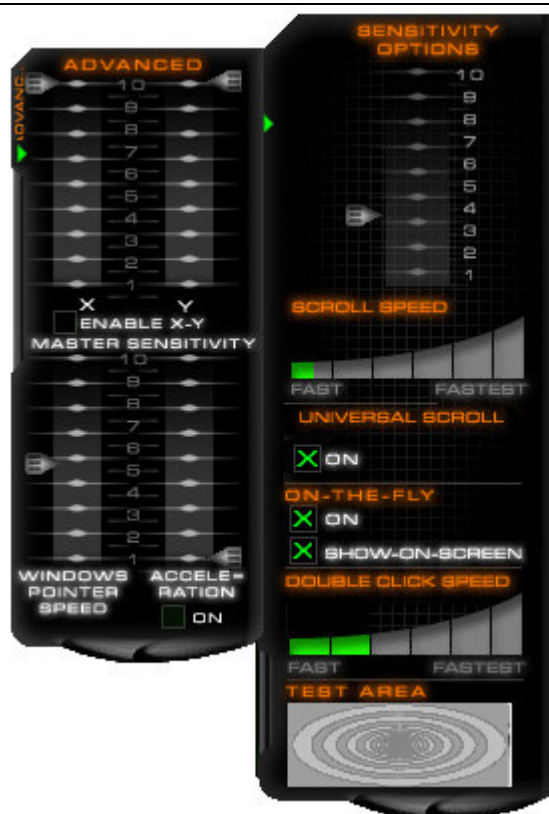 ADVANC...
ADVANCED
10
9
8
7
6
5
4
3
2
1
X Y
ENABLE X-Y
MASTER SENSITIVITY
10
9
8
7
6
5
4
3
2
1
WINDOWS POINTER SPEED
ACCELE-
RATION
ON
SENSITIVITY
OPTIONS
10
9
8
7
6
5
4
3
2
1
SCROLL SPEED
FAST FASTEST
UNIVERSAL SCROLL
ON
ON-THE-FLY
ON
SHOW-ON-SCREEN
DOUBLE CLICK SPEED
FAST FASTEST
TEST AREA